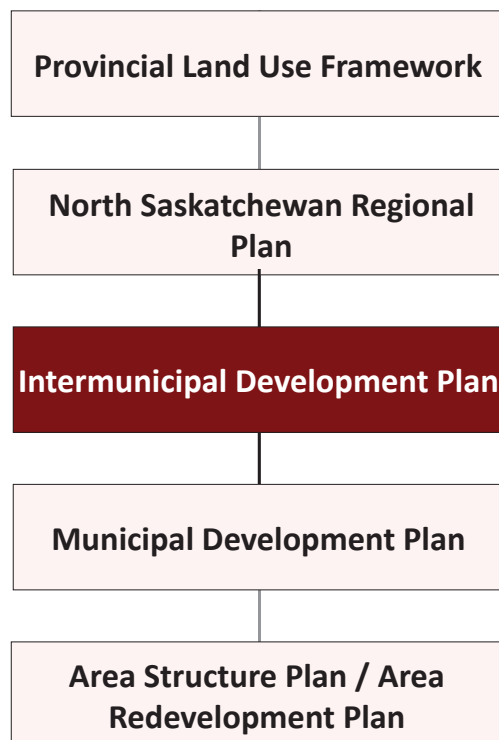 Provincial Land Use Framework
North Saskatchewan Regional
Plan
Intermunicipal Development Plan
Municipal Development Plan
Area Structure Plan / Area
Redevelopment Plan